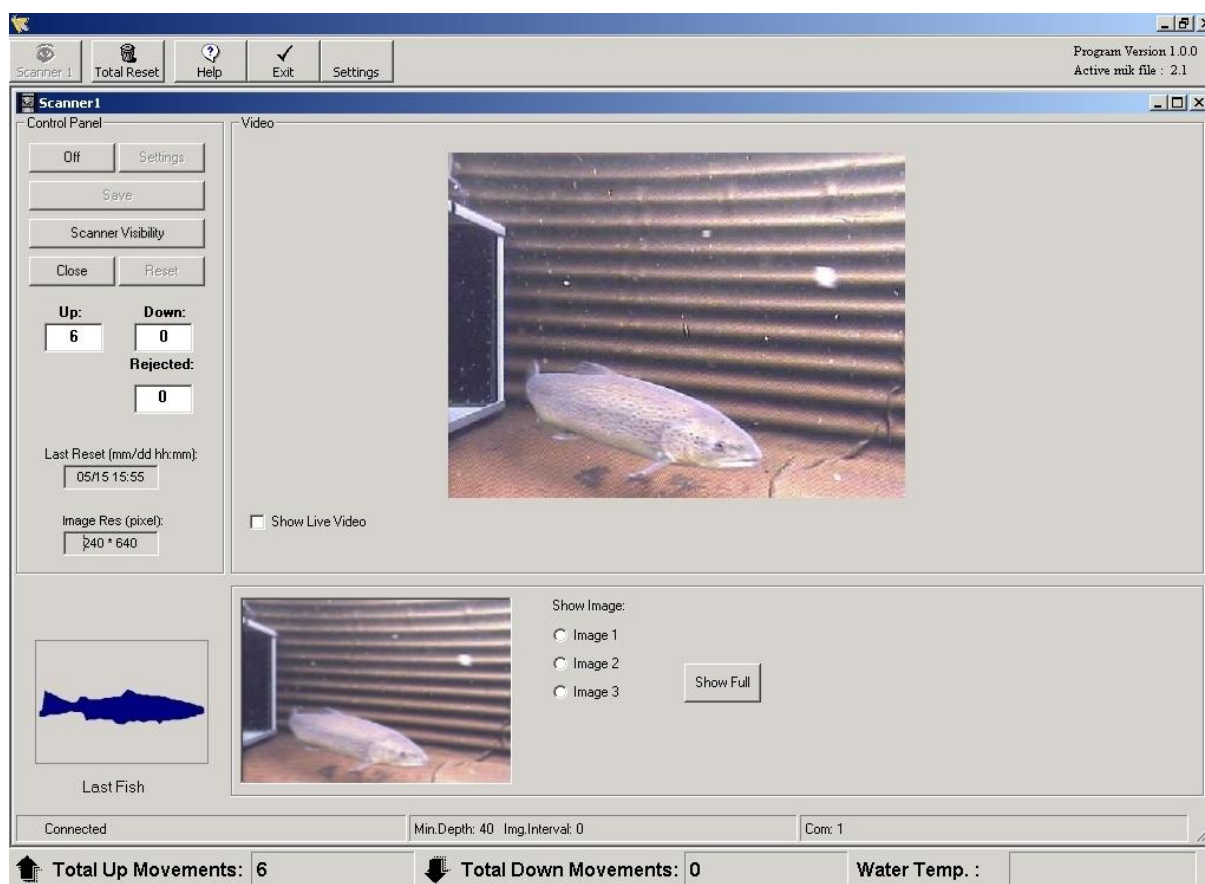 Scanner 1
Total Reset
Help
Exit
Settings
Program Version 1.0.0
Active mik file : 2.1
Scanner1
Control Panel
Off
Settings
Save
Scanner Visibility
Close
Reset
Up:
Down:
6
0
Rejected:
0
Last Reset (mm/dd hh:mm):
05/15 15:55
Image Res (pixel):
240 * 640
Video
Show Live Video
Last Fish
Show Image:
Image 1
Image 2
Image 3
Show Full
Connected
Min.Depth: 40 Img.Interval: 0
Com: 1
Total Up Movements: 6
Total Down Movements: 0
Water Temp. :